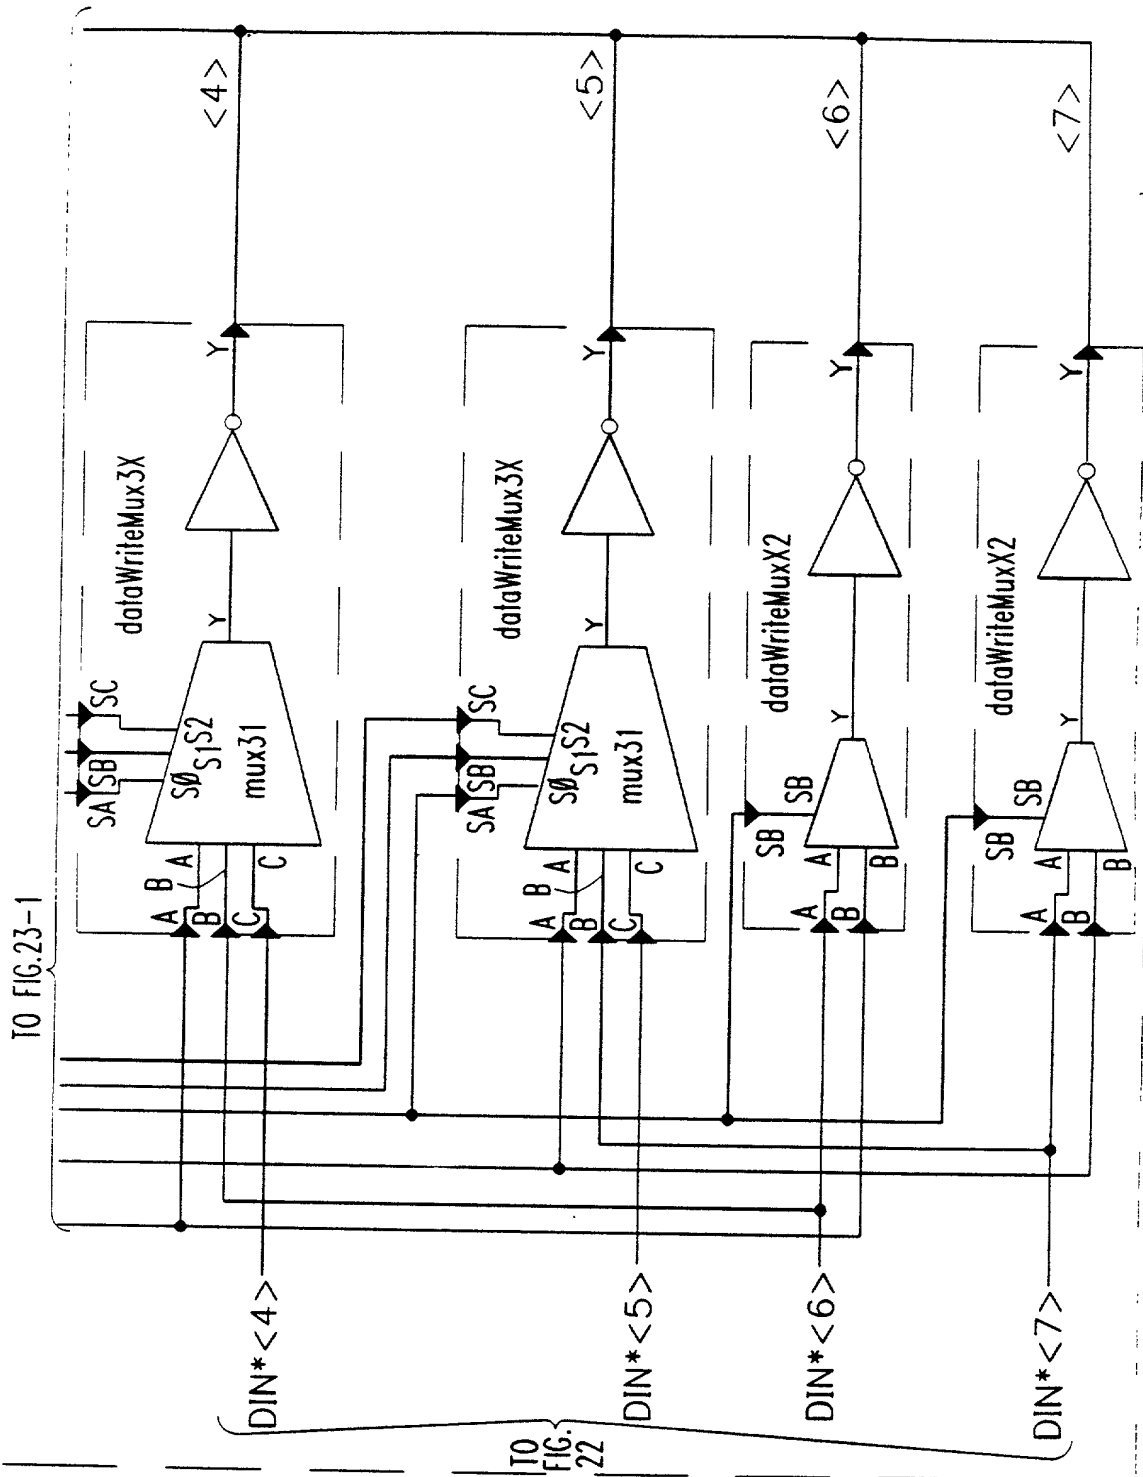 TO FIG.23-1
<4>
<5>
<6>
<7>
Y
dataWriteMux3X
Y
SA
SB
SC
SØ
S1
S2
mux31
A
B
C
A
B
C
Y
dataWriteMux3X
Y
SA
SB
SC
SØ
S1
S2
mux31
A
B
C
A
B
C
Y
dataWriteMuxX2
Y
SB
SB
A
B
A
B
Y
dataWriteMuxX2
Y
SB
SB
A
B
A
B
DIN*<4>
DIN*<5>
DIN*<6>
DIN*<7>
TO
FIG.
22